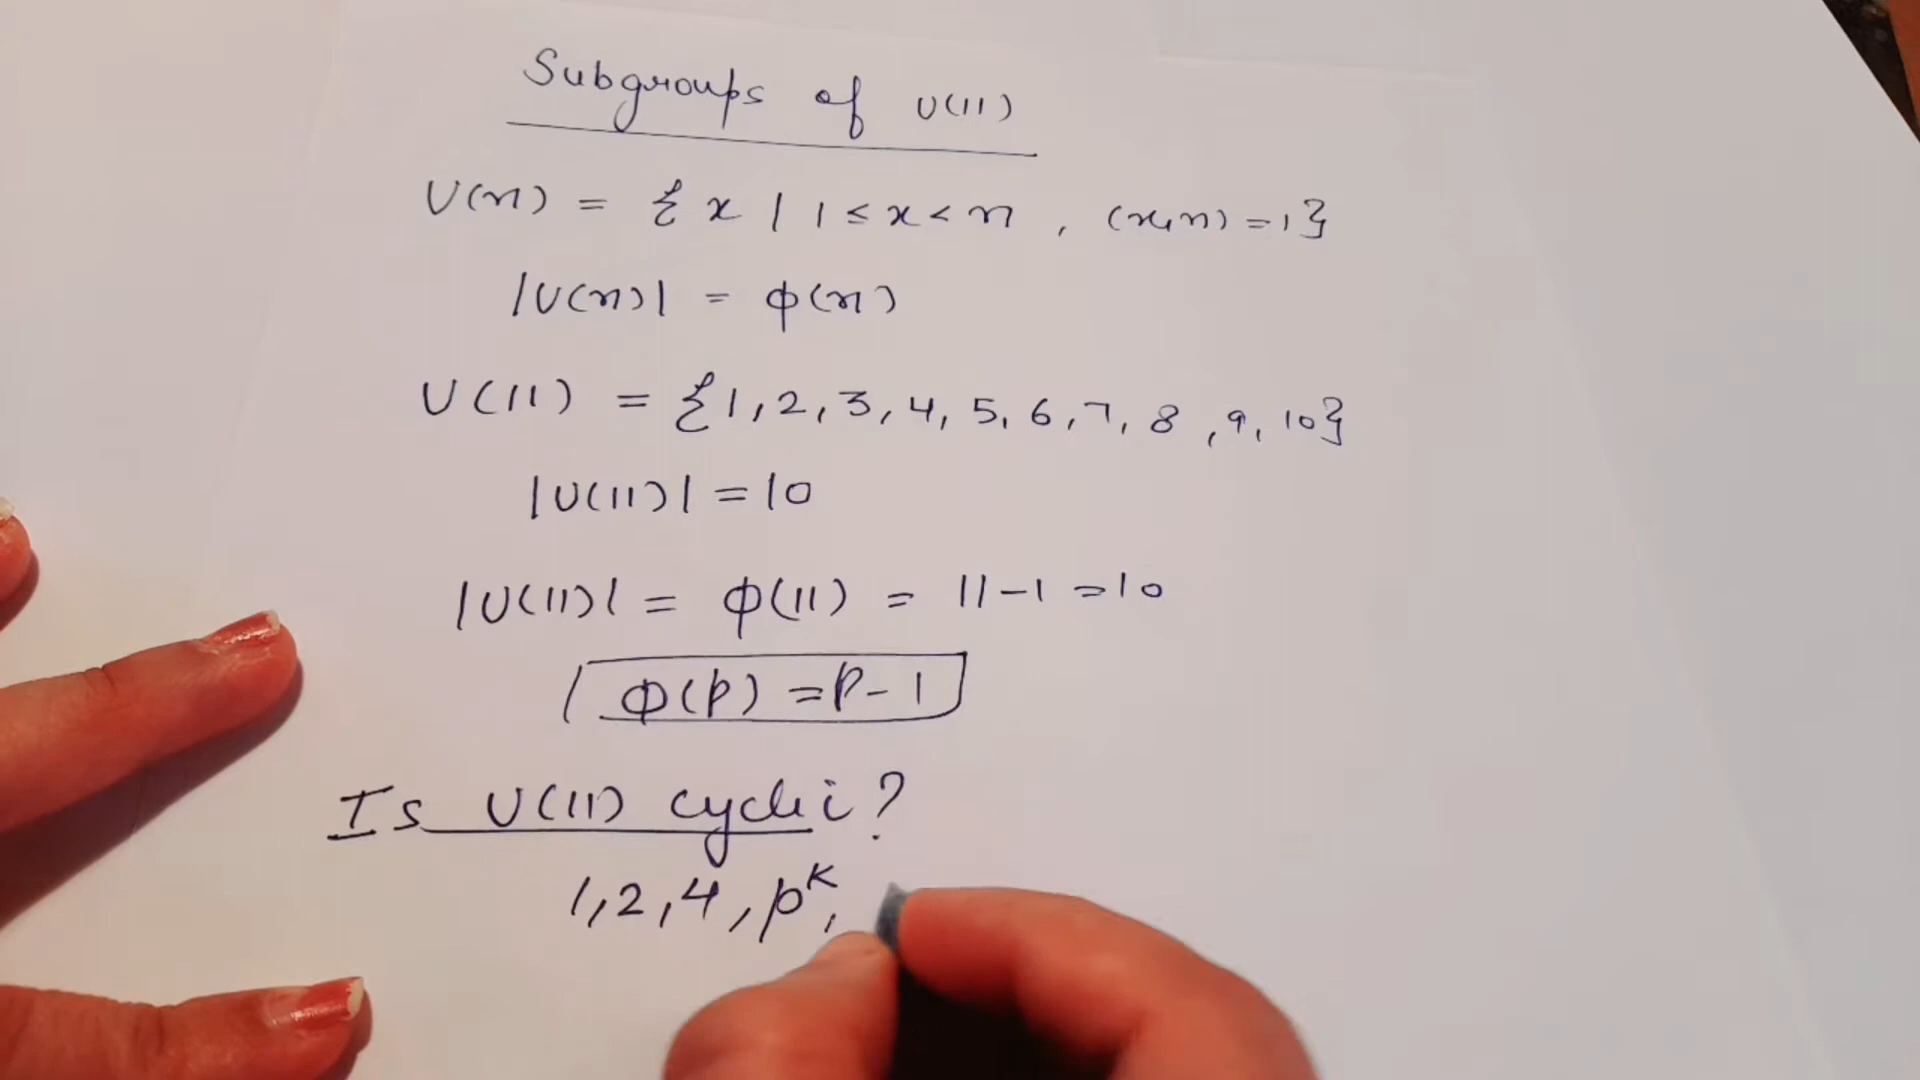 Subgroups of U(11)
U(n) = {x | 1 ≤ x < n, (x,n) = 1}
|U(n)| = ϕ(n)
U(11) = {1, 2, 3, 4, 5, 6, 7, 8, 9, 10}
|U(11)| = 10
|U(11)| = ϕ(11) = 11-1 = 10
ϕ(p) = p-1
Is U(11) cyclic?
1, 2, 4, p^k,